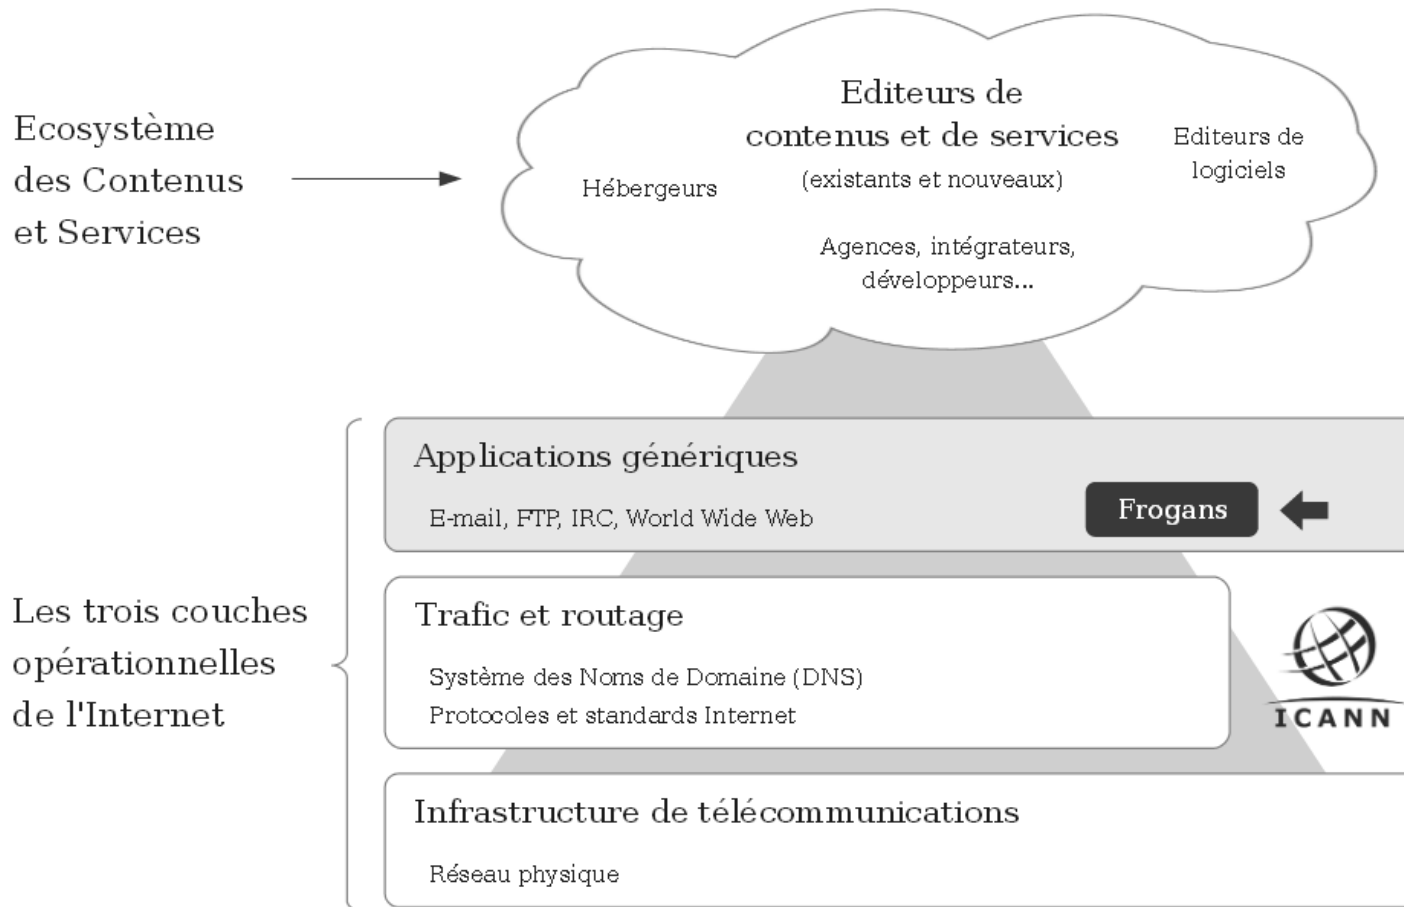 Ecosystème
des Contenus
et Services
Editeurs de
contenus et de services
(existants et nouveaux)
Hébergeurs
Editeurs de
logiciels
Agences, intégrateurs,
développeurs...
Les trois couches
opérationnelles
de l'Internet
Applications génériques
E-mail, FTP, IRC, World Wide Web
Frogans
Trafic et routage
Système des Noms de Domaine (DNS)
Protocoles et standards Internet
ICANN
Infrastructure de télécommunications
Réseau physique